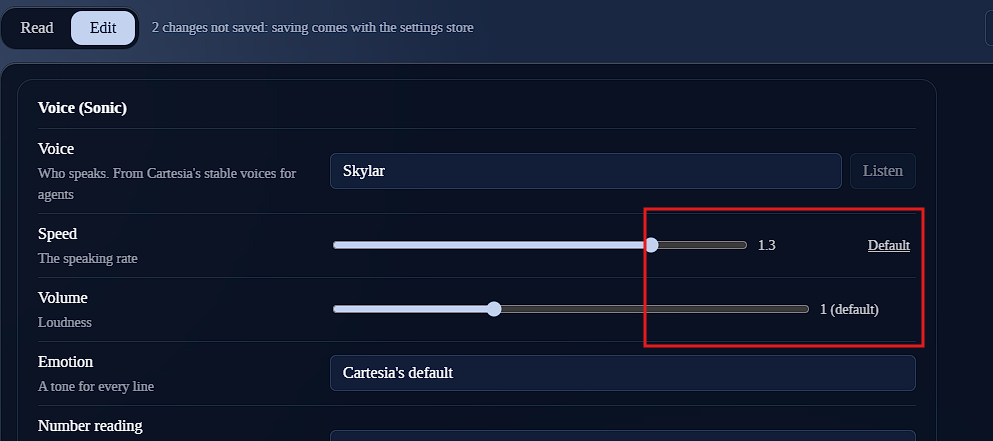 Read Edit 2 changes not saved: saving comes with the settings store
Voice (Sonic)
Voice
Who speaks. From Cartesia's stable voices for
agents
Skylar Listen
Speed
The speaking rate
1.3 Default
Volume
Loudness
1 (default)
Emotion
A tone for every line
Cartesia's default
Number reading